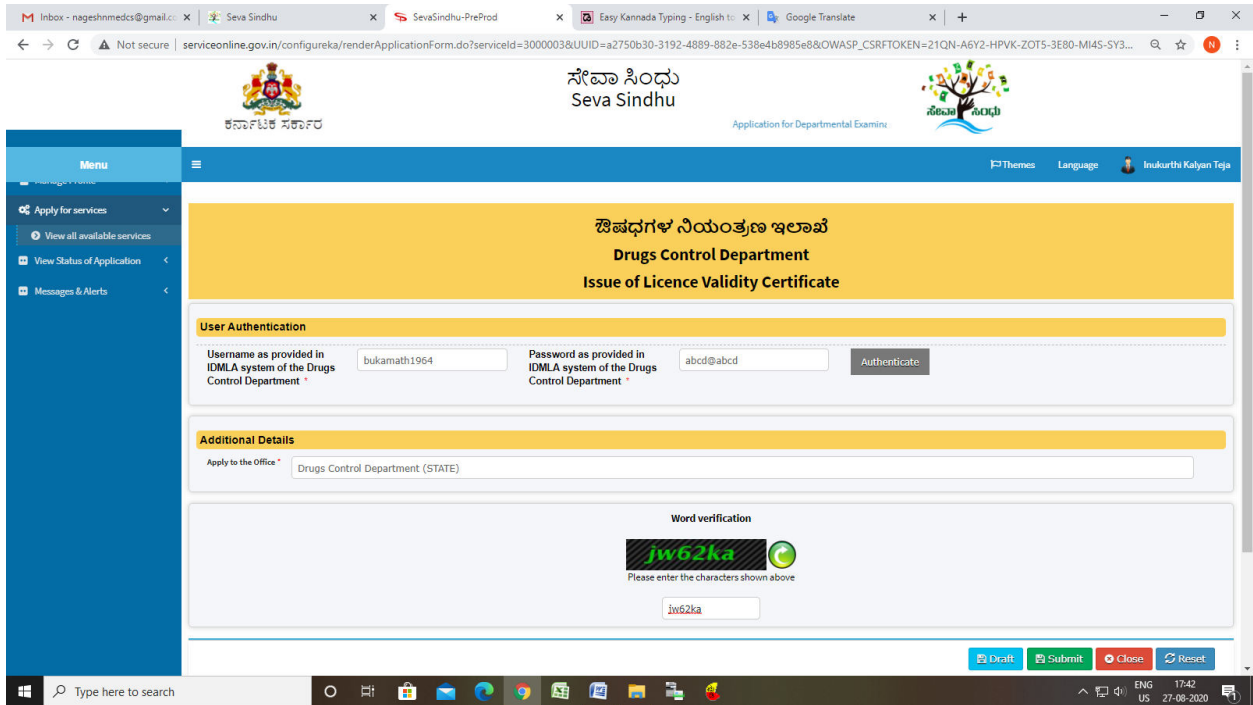 Inbox - nageshnmedcs@gmail.cc
Seva Sindhu
SevaSindhu-PreProd
Easy Kannada Typing - English to
Google Translate
Not secure | serviceonline.gov.in/configureka/renderApplicationForm.do?serviceId=3000003&UUID=a2750b30-3192-4889-882e-538e4b8985e8&OWASP_CSRFTOKEN=21QN-A6Y2-HPVK-ZOT5-3E80-MI4S-SY3...
N
ಕರ್ನಾಟಕ ಸರ್ಕಾರ
ಸೇವಾ ಸಿಂಧು
Seva Sindhu
Application for Departmental Examina
ಸೇವಾ ಸಿಂಧು
Menu
Themes
Language
Inukurthi Kalyan Teja
Manage Profile
Apply for services
View all available services
View Status of Application
Messages & Alerts
ಔಷಧಗಳ ನಿಯಂತ್ರಣ ಇಲಾಖೆ
Drugs Control Department
Issue of Licence Validity Certificate
User Authentication
Username as provided in
IDMLA system of the Drugs
Control Department *
bukamath1964
Password as provided in
IDMLA system of the Drugs
Control Department *
abcd@abcd
Authenticate
Additional Details
Apply to the Office *
Drugs Control Department (STATE)
Word verification
jw62ka
Please enter the characters shown above
jw62ka
Draft
Submit
Close
Reset
Type here to search
ENG
US
17:42
27-08-2020